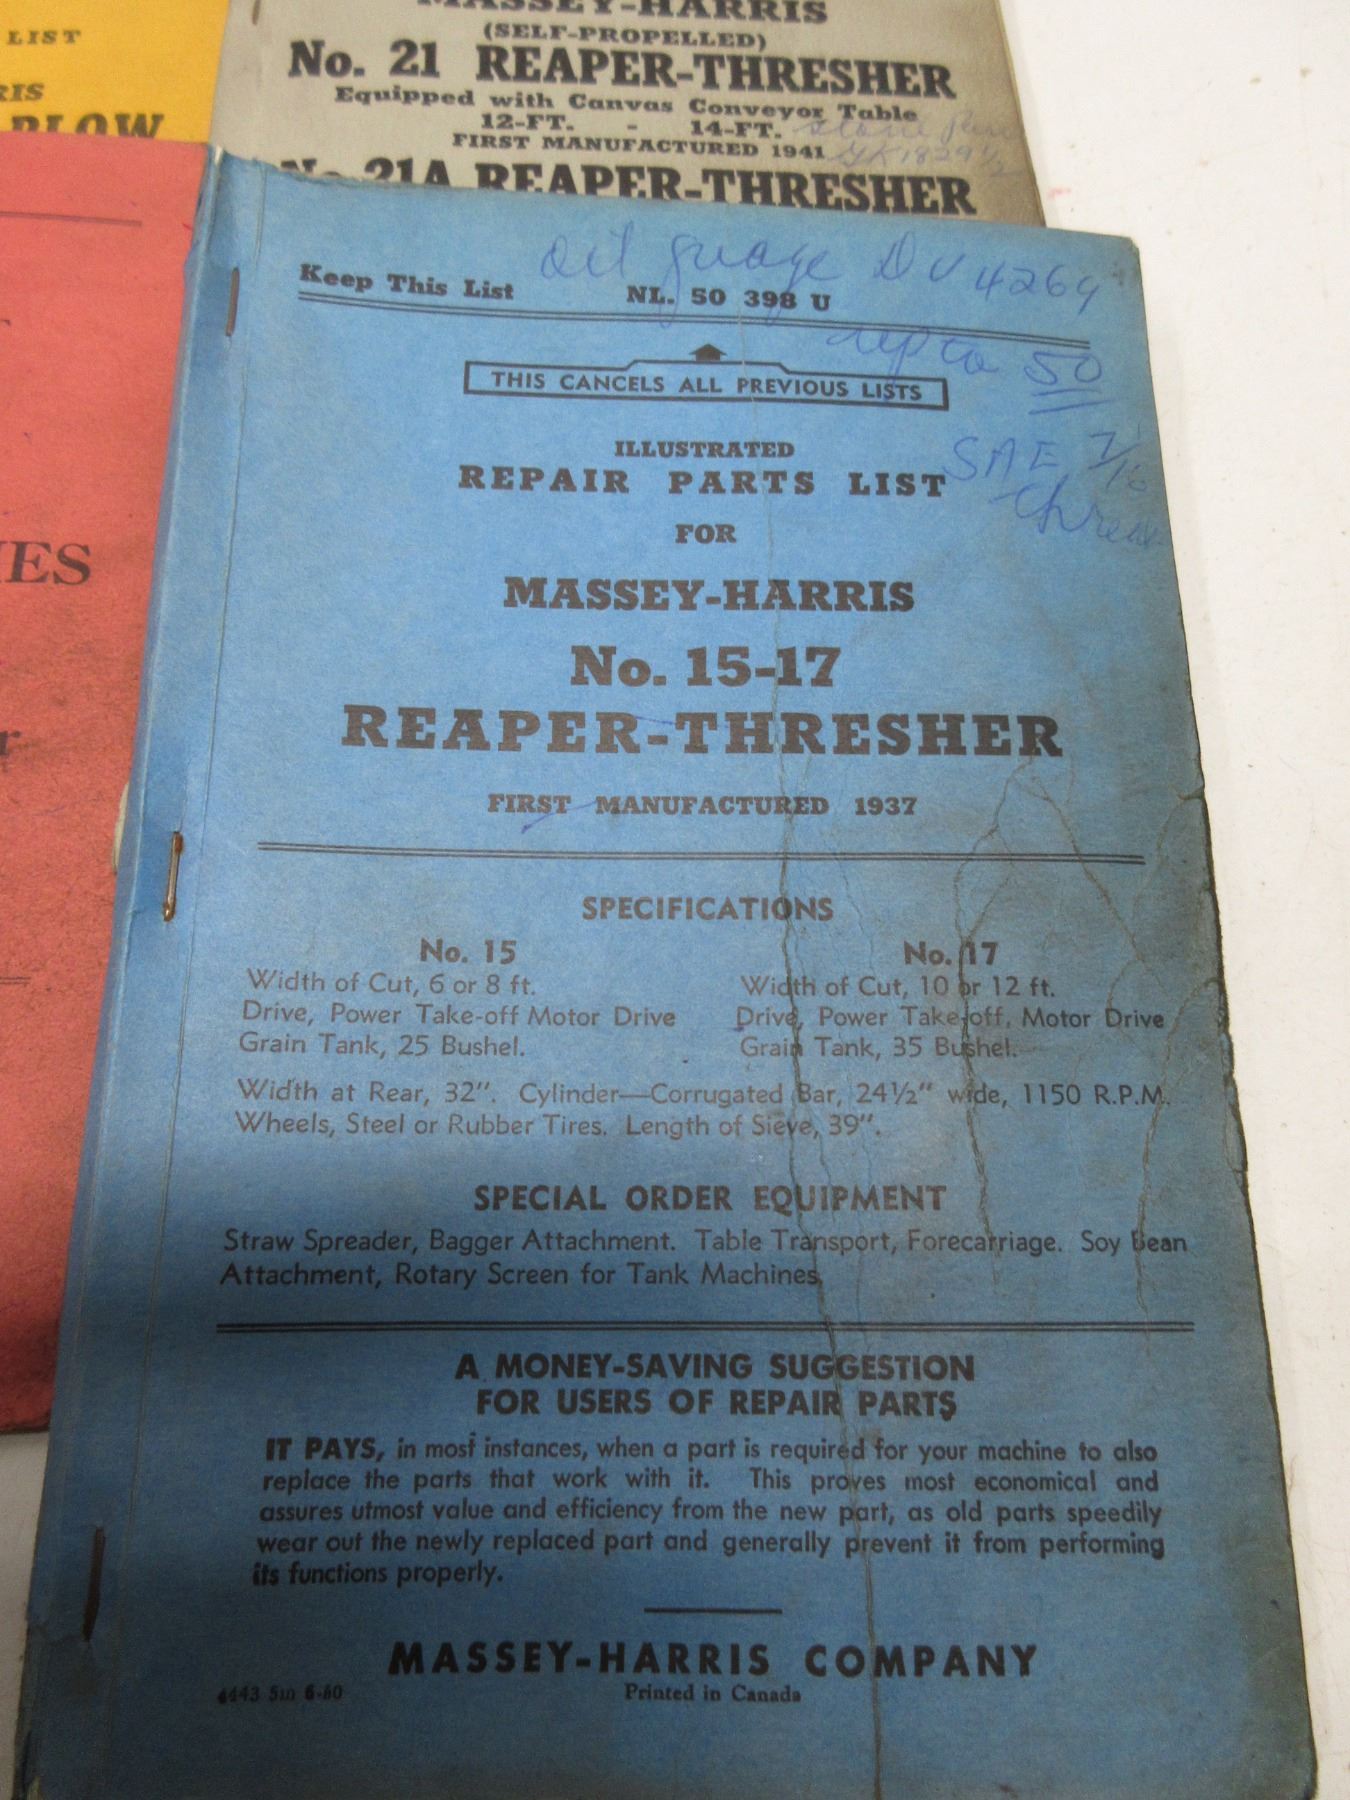 LIST
RIS
PLOW
IES
r
MASSEY-HARRIS
(SELF-PROPELLED)
No. 21 REAPER-THRESHER
Equipped with Canvas Conveyor Table
12-FT. - 14-FT.
FIRST MANUFACTURED 1941
No 21A REAPER-THRESHER
oil guage DV 4264
Keep This List NL. 50 398 U
up to 50
THIS CANCELS ALL PREVIOUS LISTS
SAE 7/16
thread
ILLUSTRATED
REPAIR PARTS LIST
FOR
MASSEY-HARRIS
No. 15-17
REAPER-THRESHER
FIRST MANUFACTURED 1937
SPECIFICATIONS
No. 15
Width of Cut, 6 or 8 ft.
Drive, Power Take-off Motor Drive
Grain Tank, 25 Bushel.
No. 17
Width of Cut, 10 or 12 ft.
Drive, Power Take-off, Motor Drive
Grain Tank, 35 Bushel.
Width at Rear, 32". Cylinder—Corrugated Bar, 24½" wide, 1150 R.P.M.
Wheels, Steel or Rubber Tires. Length of Sieve, 39".
SPECIAL ORDER EQUIPMENT
Straw Spreader, Bagger Attachment. Table Transport, Forecarriage. Soy Bean
Attachment, Rotary Screen for Tank Machines.
A MONEY-SAVING SUGGESTION
FOR USERS OF REPAIR PARTS
IT PAYS, in most instances, when a part is required for your machine to also
replace the parts that work with it. This proves most economical and
assures utmost value and efficiency from the new part, as old parts speedily
wear out the newly replaced part and generally prevent it from performing
its functions properly.
MASSEY-HARRIS COMPANY
Printed in Canada